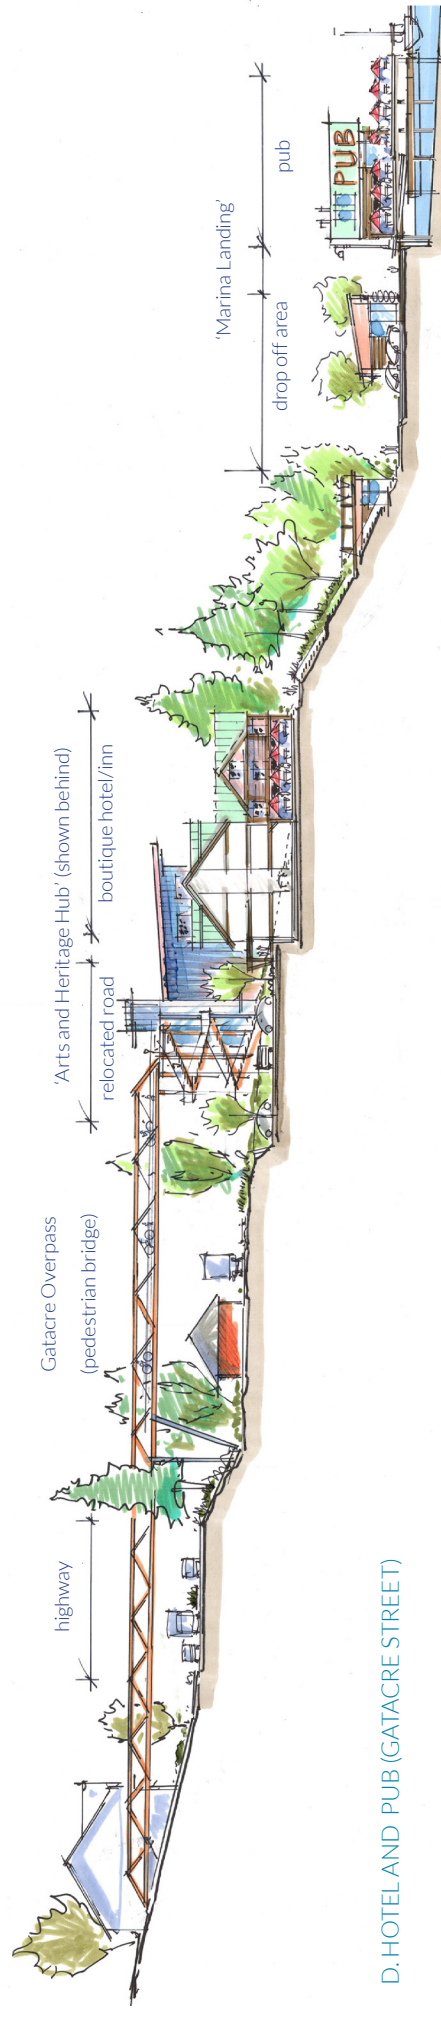 highway
Gatacre Overpass
(pedestrian bridge)
'Arts and Heritage Hub' (shown behind)
relocated road
boutique hotel/inn
'Marina Landing'
drop off area
pub
PUB
D. HOTEL AND PUB (GATACRE STREET)